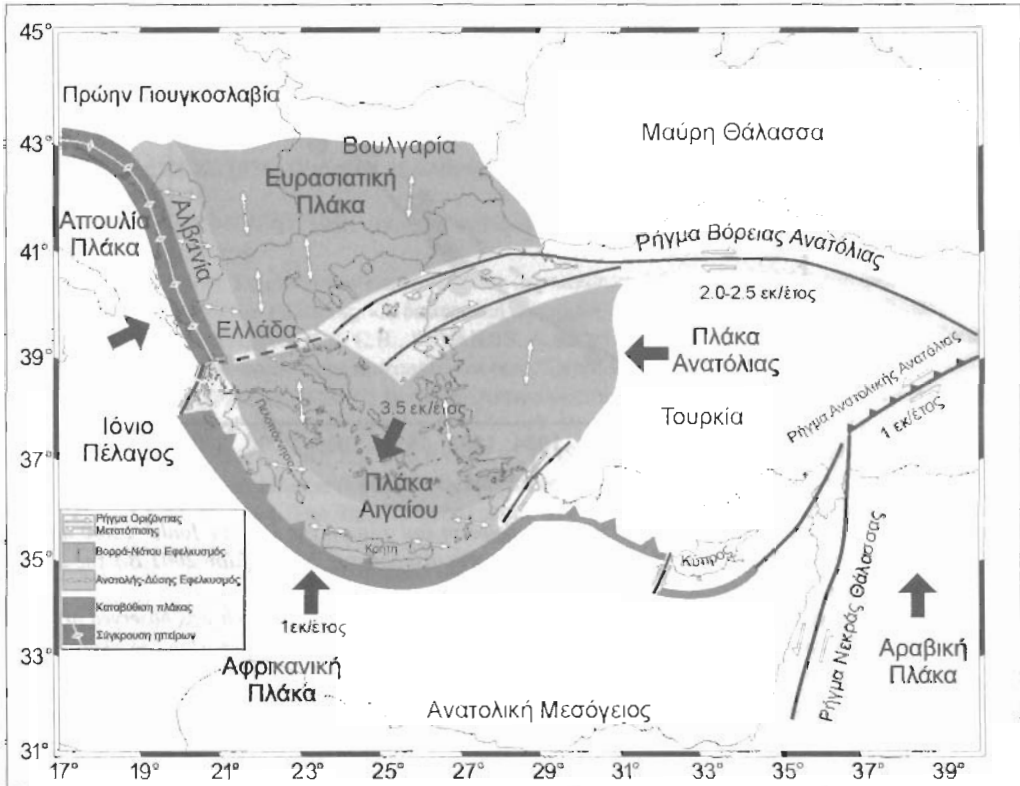 45°
43°
41°
39°
37°
35°
33°
31°
17°
19°
21°
23°
25°
27°
29°
31°
33°
35°
37°
39°
Πρώην Γιουγκοσλαβία
Βουλγαρία
Μαύρη Θάλασσα
Ευρασιατική
Πλάκα
Απουλία
Πλάκα
Αλβανία
Ρήγμα Βόρειας Ανατόλιας
2.0-2.5 εκ/έτος
Ελλάδα
Πλάκα
Ανατόλιας
Ρήγμα Ανατολικής Ανατόλιας
1 εκ/έτος
Τουρκία
3.5 εκ/έτος
Πελοπόννησος
Ιόνιο
Πέλαγος
Πλάκα
Αιγαίου
Κρήτη
Κύπρος
Ρήγμα Νεκράς Θάλασσας
Ρήγμα Οριζόντιας
Μετατόπισης
Βορρά-Νότου Εφελκυσμός
Ανατολής-Δύσης Εφελκυσμός
Καταβύθιση πλάκας
Σύγκρουση ηπείρων
1εκ/έτος
Αφρικανική
Πλάκα
Αραβική
Πλάκα
Ανατολική Μεσόγειος